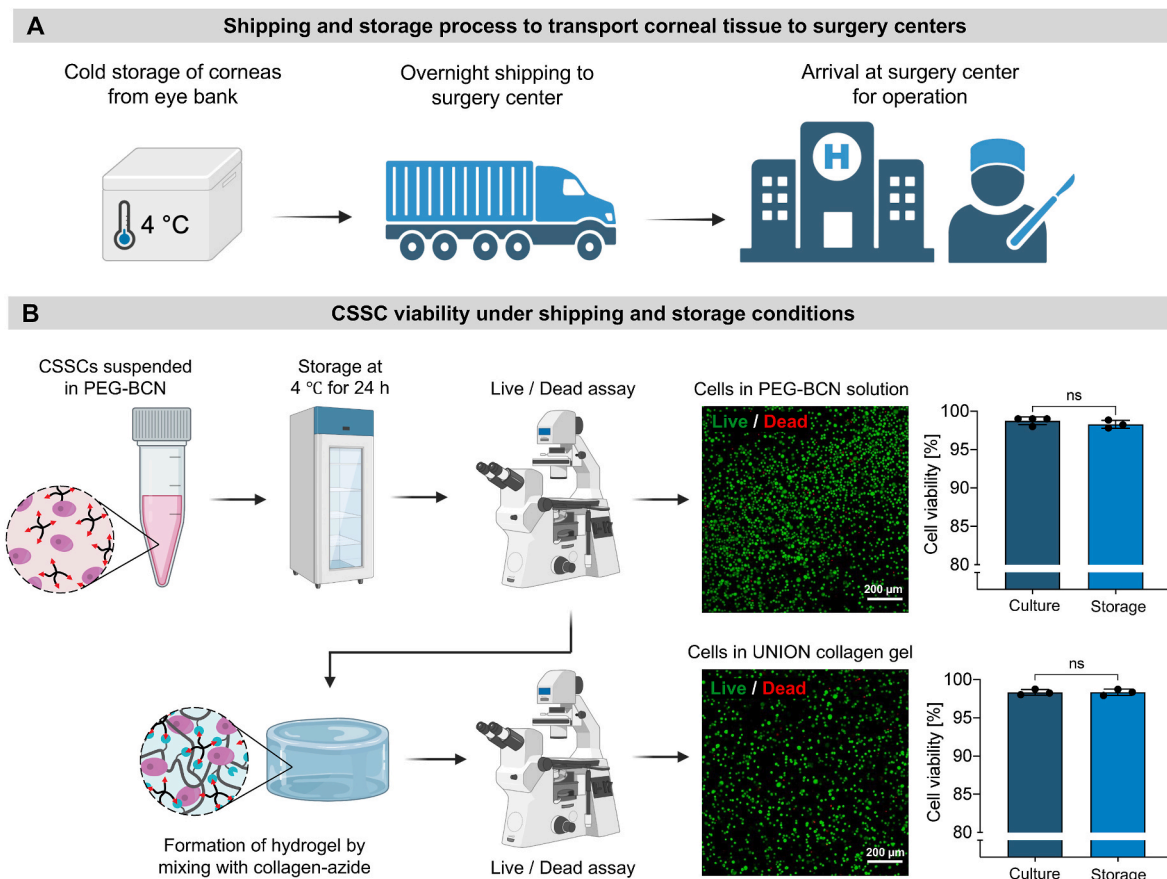 A
Shipping and storage process to transport corneal tissue to surgery centers
Cold storage of corneas
from eye bank
Overnight shipping to
surgery center
Arrival at surgery center
for operation
4 °C
H
B
CSSC viability under shipping and storage conditions
CSSCs suspended
in PEG-BCN
Storage at
4 ℃ for 24 h
Live / Dead assay
Cells in PEG-BCN solution
Live / Dead
200 µm
ns
Cell viability [%]
100
95
90
85
80
Culture
Storage
Formation of hydrogel by
mixing with collagen-azide
Live / Dead assay
Cells in UNION collagen gel
Live / Dead
200 µm
ns
Cell viability [%]
100
95
90
85
80
Culture
Storage